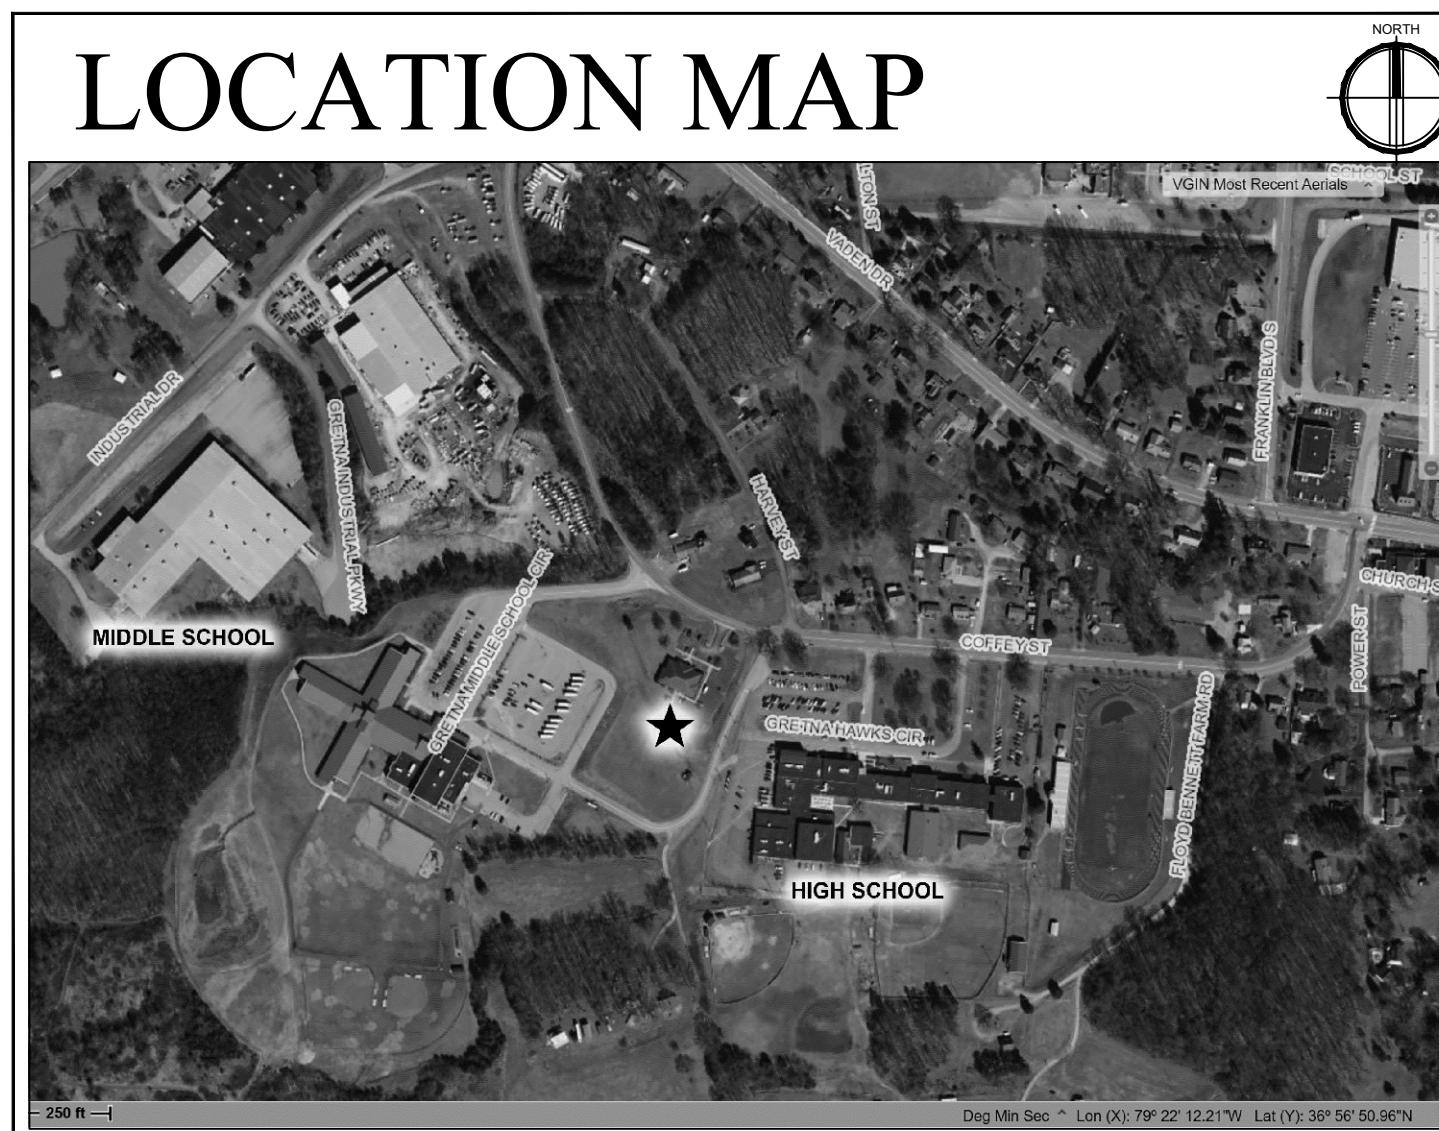 NORTH
LOCATION MAP
SCHOOL ST
VGIN Most Recent Aerials ^
LTON ST
VADEN DR
FRANKLIN BLVD S
INDUSTRIAL DR
GRETNA INDUSTRIAL PKWY
HARVEY ST
GRETNA MIDDLE SCHOOL CIR
CHURCH S
MIDDLE SCHOOL
COFFEY ST
POWER ST
GRETNA HAWKS CIR
FLOYD BENNETT FARM RD
HIGH SCHOOL
250 ft
Deg Min Sec ^ Lon (X): 79º 22' 12.21"W Lat (Y): 36º 56' 50.96"N